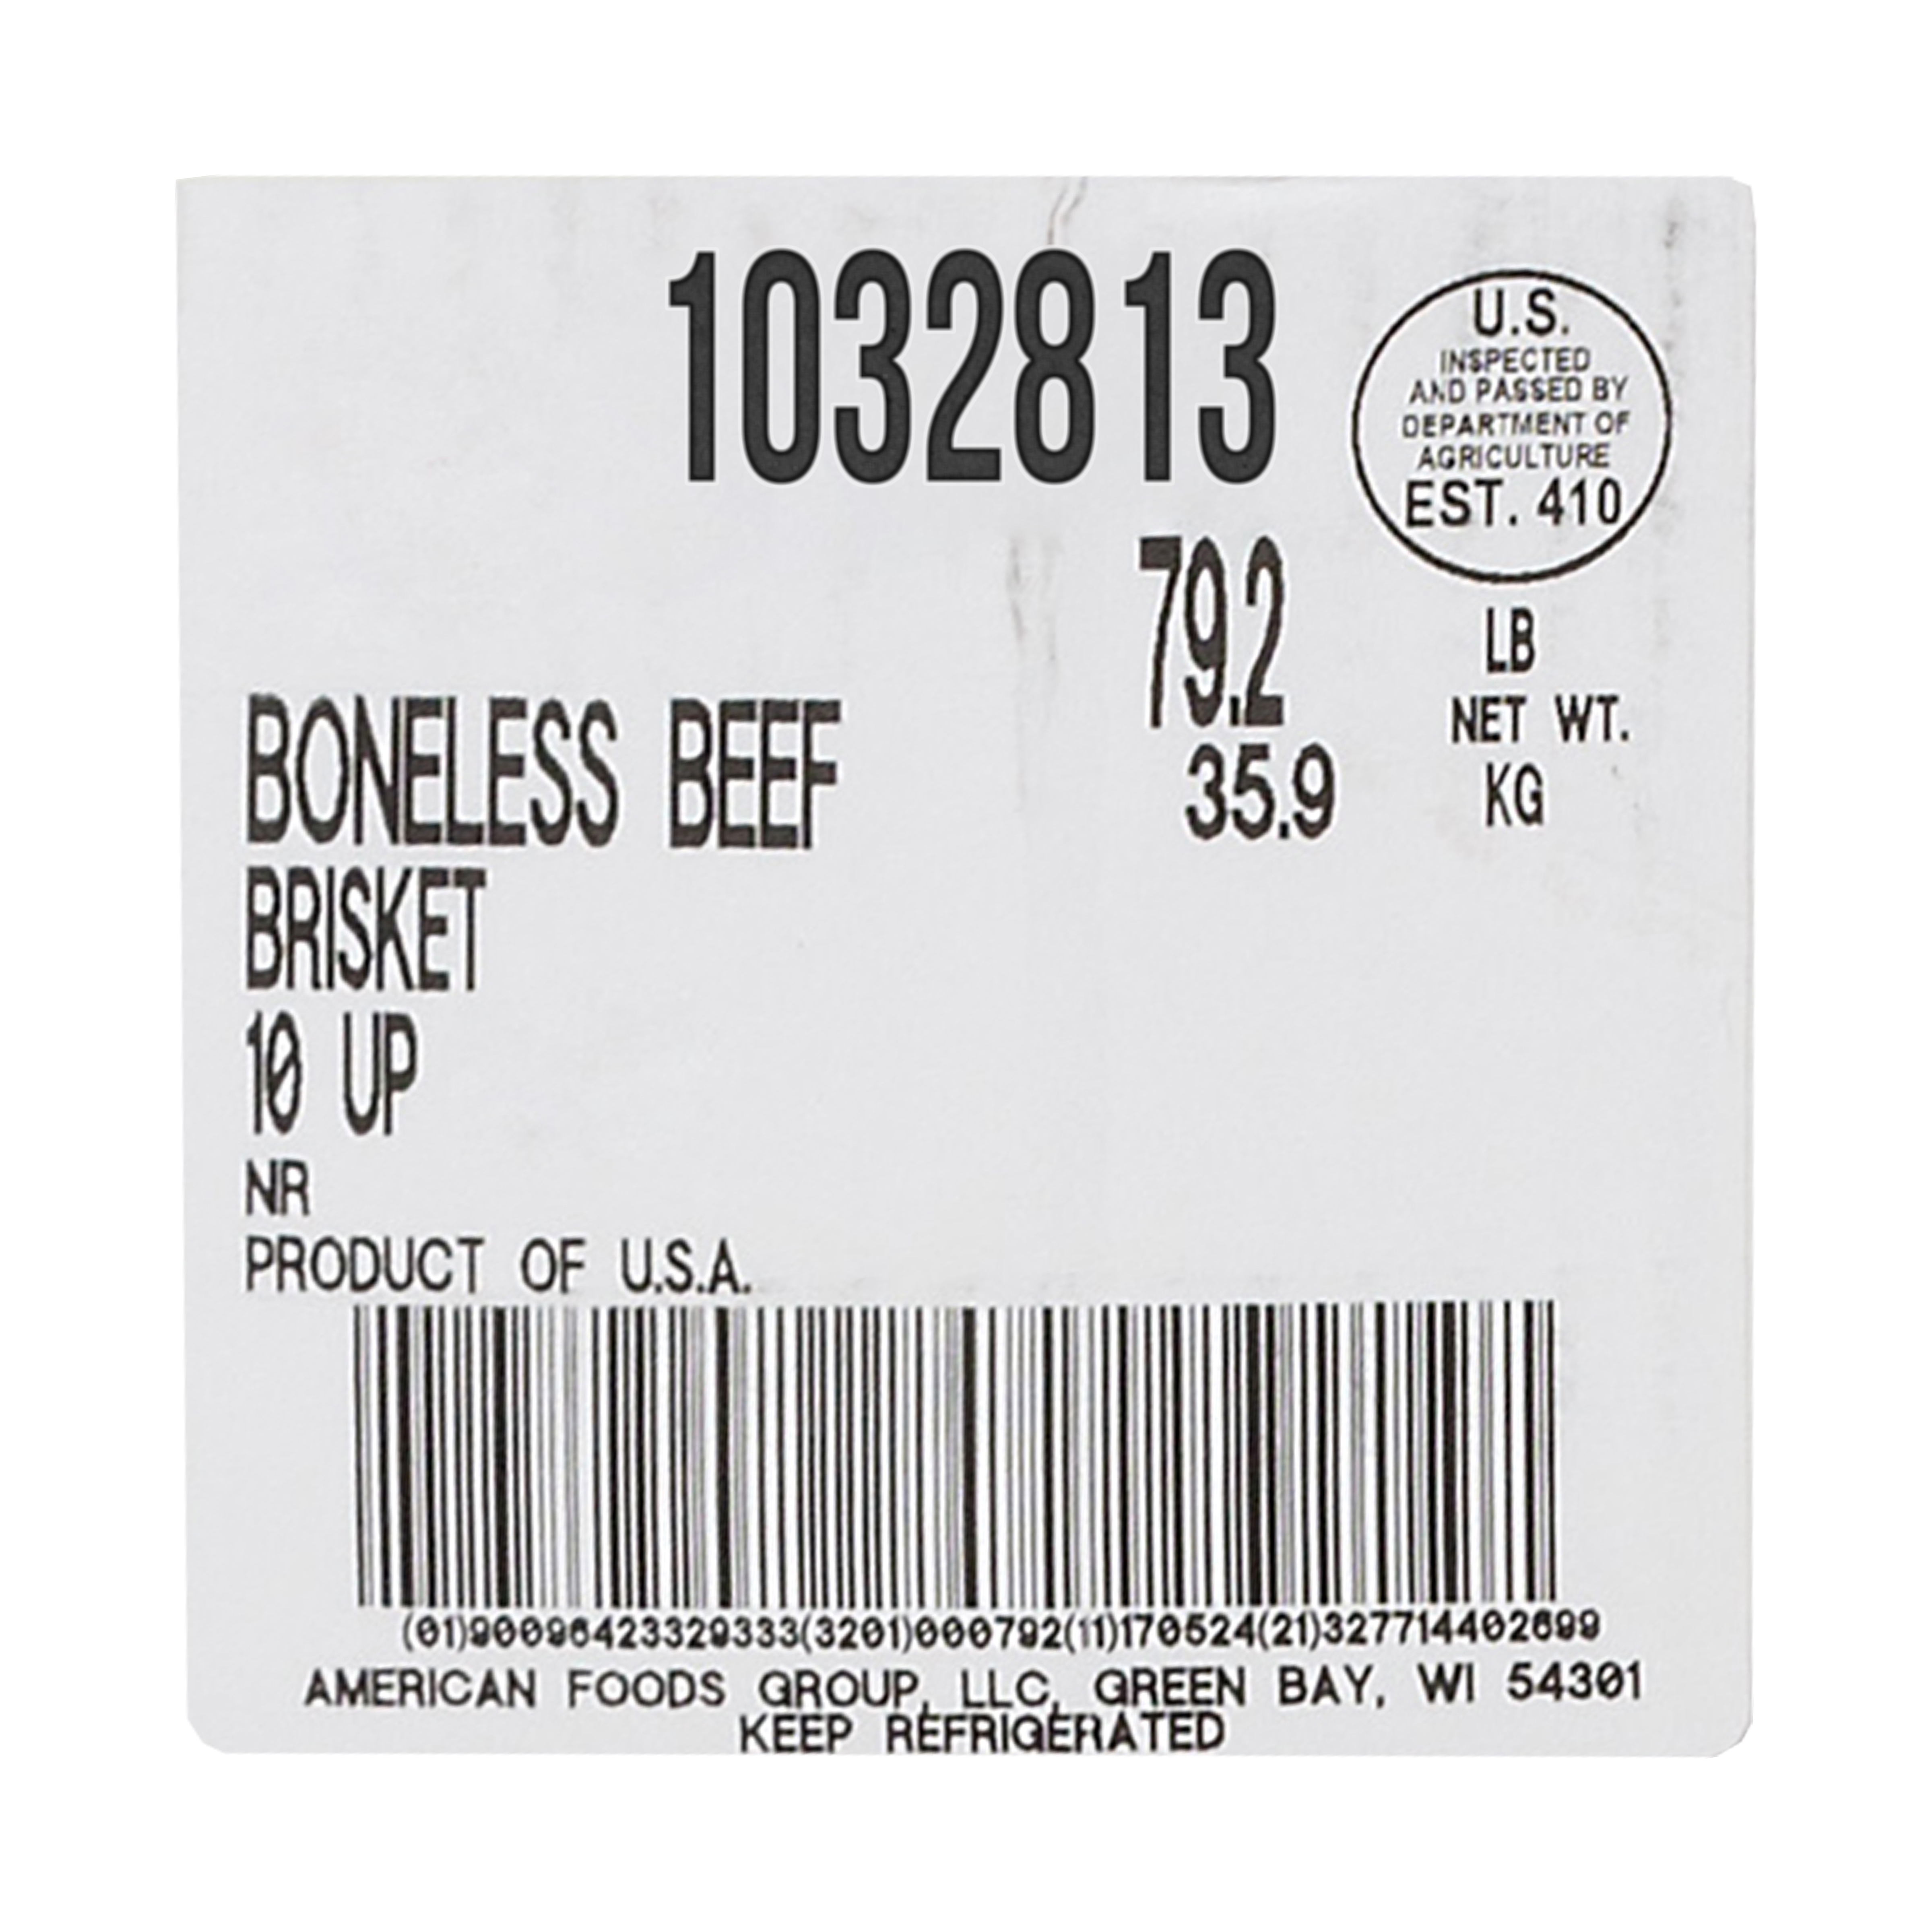 1032813
U.S.
INSPECTED
AND PASSED BY
DEPARTMENT OF
AGRICULTURE
EST. 410
79.2 LB
NET WT.
35.9 KG
BONELESS BEEF
BRISKET
10 UP
NR
PRODUCT OF U.S.A.
(01)90096423329333(3201)000792(11)170524(21)327714402699
AMERICAN FOODS GROUP, LLC, GREEN BAY, WI 54301
KEEP REFRIGERATED